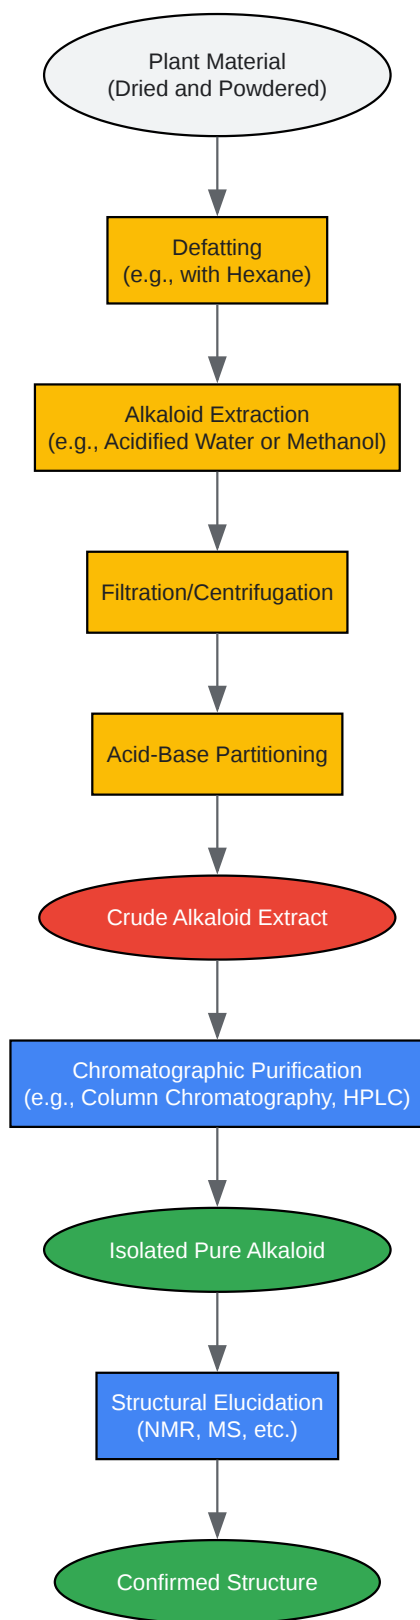 Plant Material
(Dried and Powdered)
Defatting
(e.g., with Hexane)
Alkaloid Extraction
(e.g., Acidified Water or Methanol)
Filtration/Centrifugation
Acid-Base Partitioning
Crude Alkaloid Extract
Chromatographic Purification
(e.g., Column Chromatography, HPLC)
Isolated Pure Alkaloid
Structural Elucidation
(NMR, MS, etc.)
Confirmed Structure